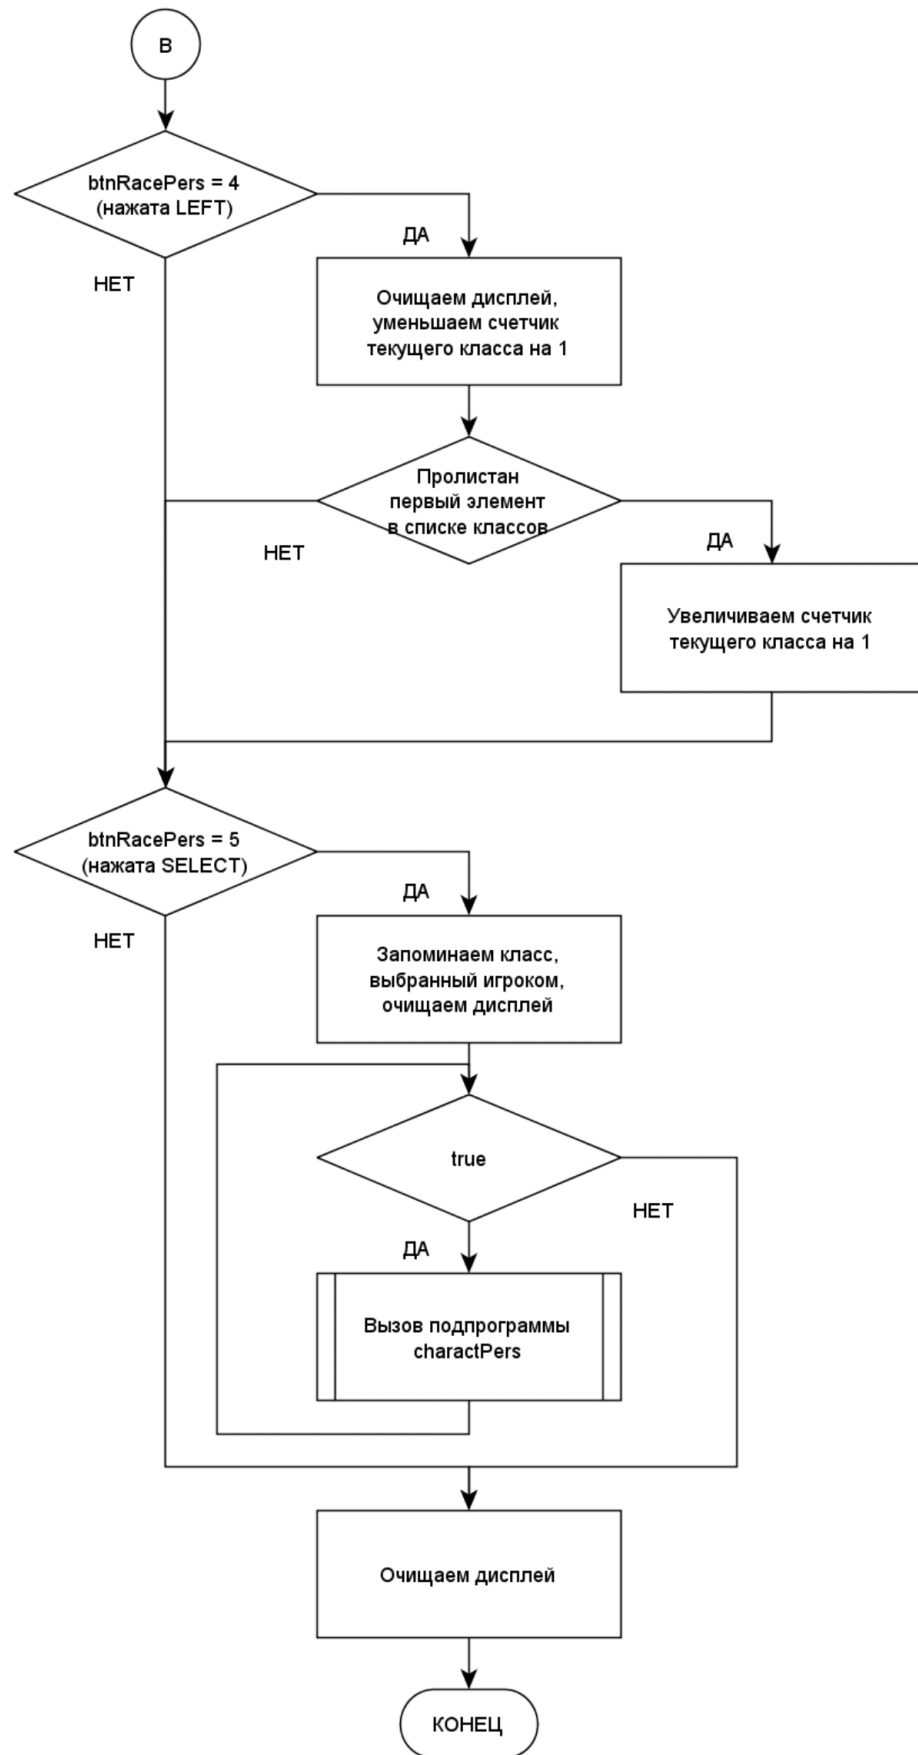 В
btnRacePers = 4
(нажата LEFT)
ДА
НЕТ
Очищаем дисплей,
уменьшаем счетчик
текущего класса на 1
Пролистан
первый элемент
в списке классов
НЕТ
ДА
Увеличиваем счетчик
текущего класса на 1
btnRacePers = 5
(нажата SELECT)
ДА
НЕТ
Запоминаем класс,
выбранный игроком,
очищаем дисплей
true
НЕТ
ДА
Вызов подпрограммы
charactPers
Очищаем дисплей
КОНЕЦ